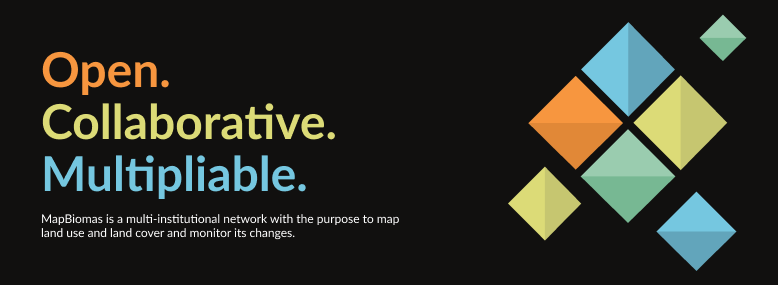 Open.
Collaborative.
Multipliable.
MapBiomas is a multi-institutional network with the purpose to map
land use and land cover and monitor its changes.